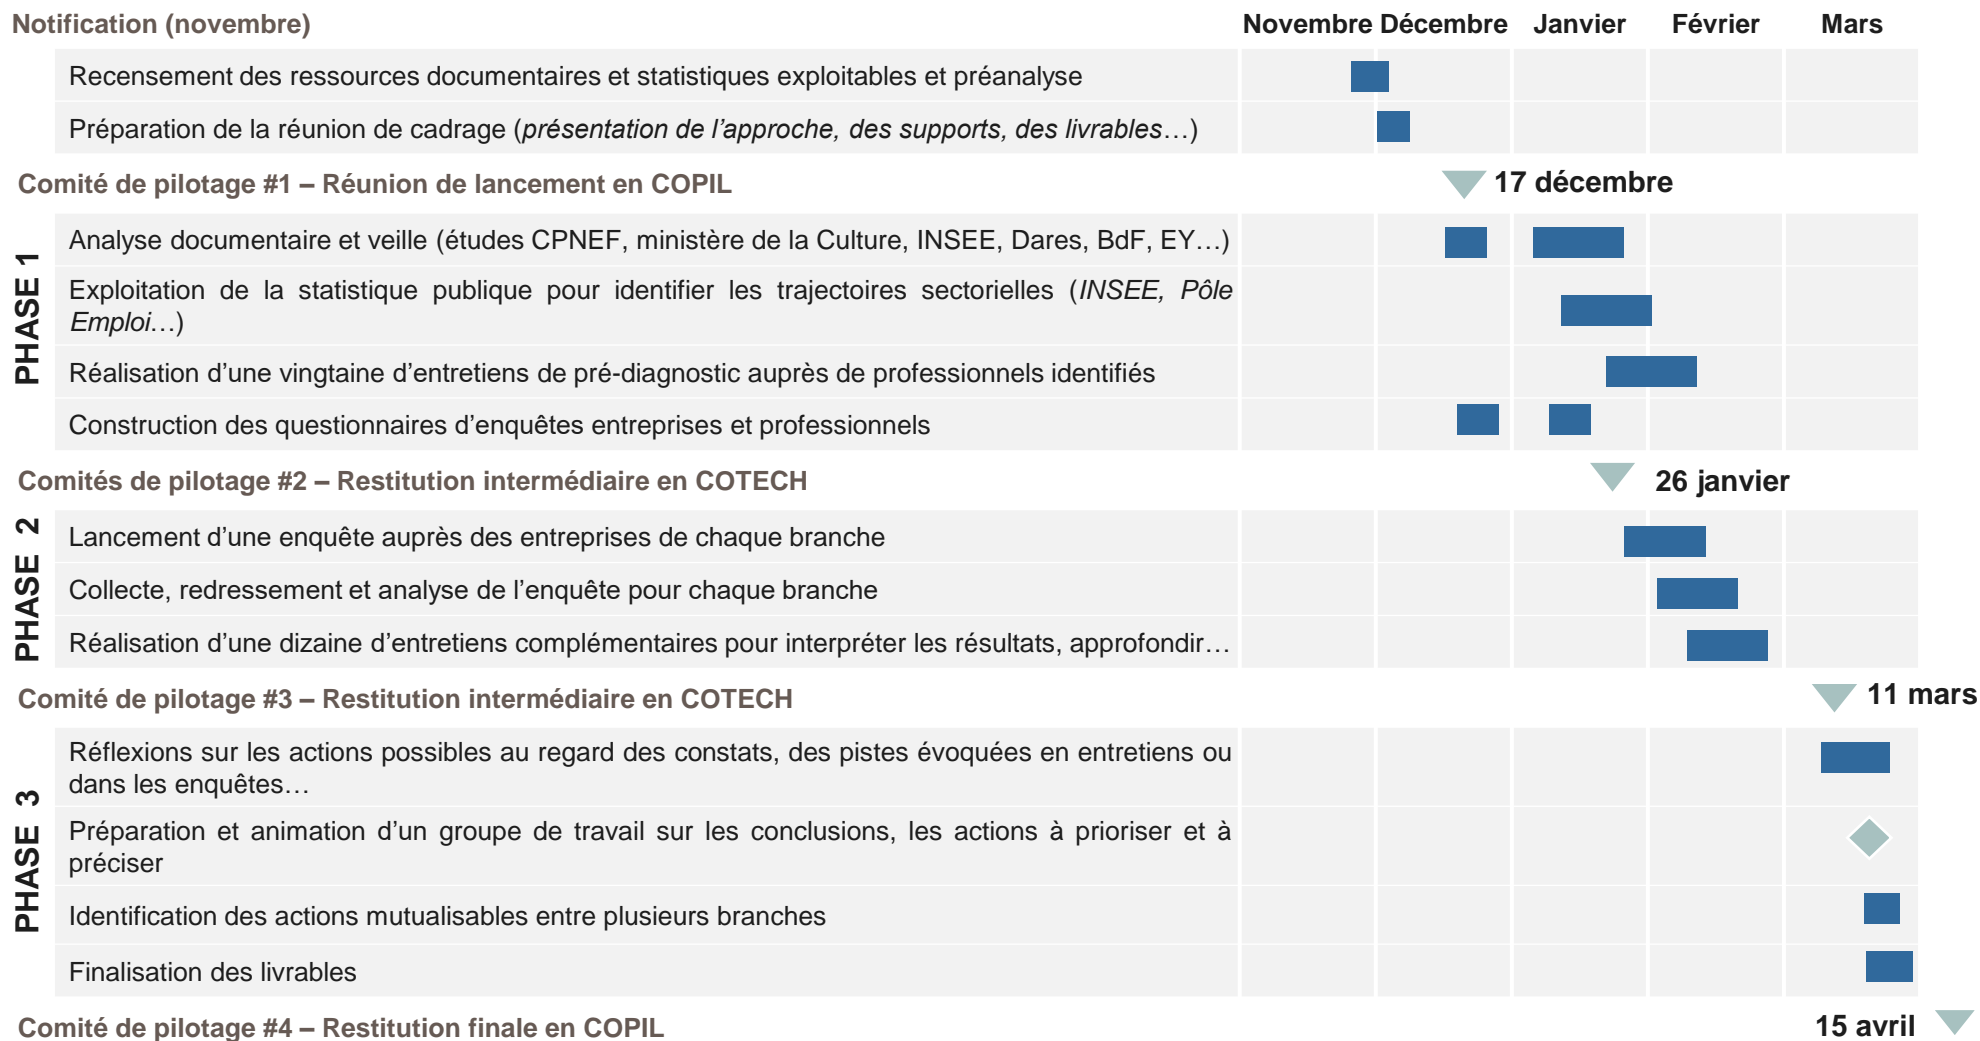 Notification (novembre)
Novembre Décembre Janvier Février Mars
Recensement des ressources documentaires et statistiques exploitables et préanalyse
Préparation de la réunion de cadrage (présentation de l’approche, des supports, des livrables…)
Comité de pilotage #1 – Réunion de lancement en COPIL
17 décembre
PHASE 1
Analyse documentaire et veille (études CPNEF, ministère de la Culture, INSEE, Dares, BdF, EY…)
Exploitation de la statistique publique pour identifier les trajectoires sectorielles (INSEE, Pôle
Emploi…)
Réalisation d’une vingtaine d’entretiens de pré-diagnostic auprès de professionnels identifiés
Construction des questionnaires d’enquêtes entreprises et professionnels
Comités de pilotage #2 – Restitution intermédiaire en COTECH
26 janvier
PHASE 2
Lancement d’une enquête auprès des entreprises de chaque branche
Collecte, redressement et analyse de l’enquête pour chaque branche
Réalisation d’une dizaine d’entretiens complémentaires pour interpréter les résultats, approfondir…
Comité de pilotage #3 – Restitution intermédiaire en COTECH
11 mars
PHASE 3
Réflexions sur les actions possibles au regard des constats, des pistes évoquées en entretiens ou
dans les enquêtes…
Préparation et animation d’un groupe de travail sur les conclusions, les actions à prioriser et à
préciser
Identification des actions mutualisables entre plusieurs branches
Finalisation des livrables
Comité de pilotage #4 – Restitution finale en COPIL
15 avril